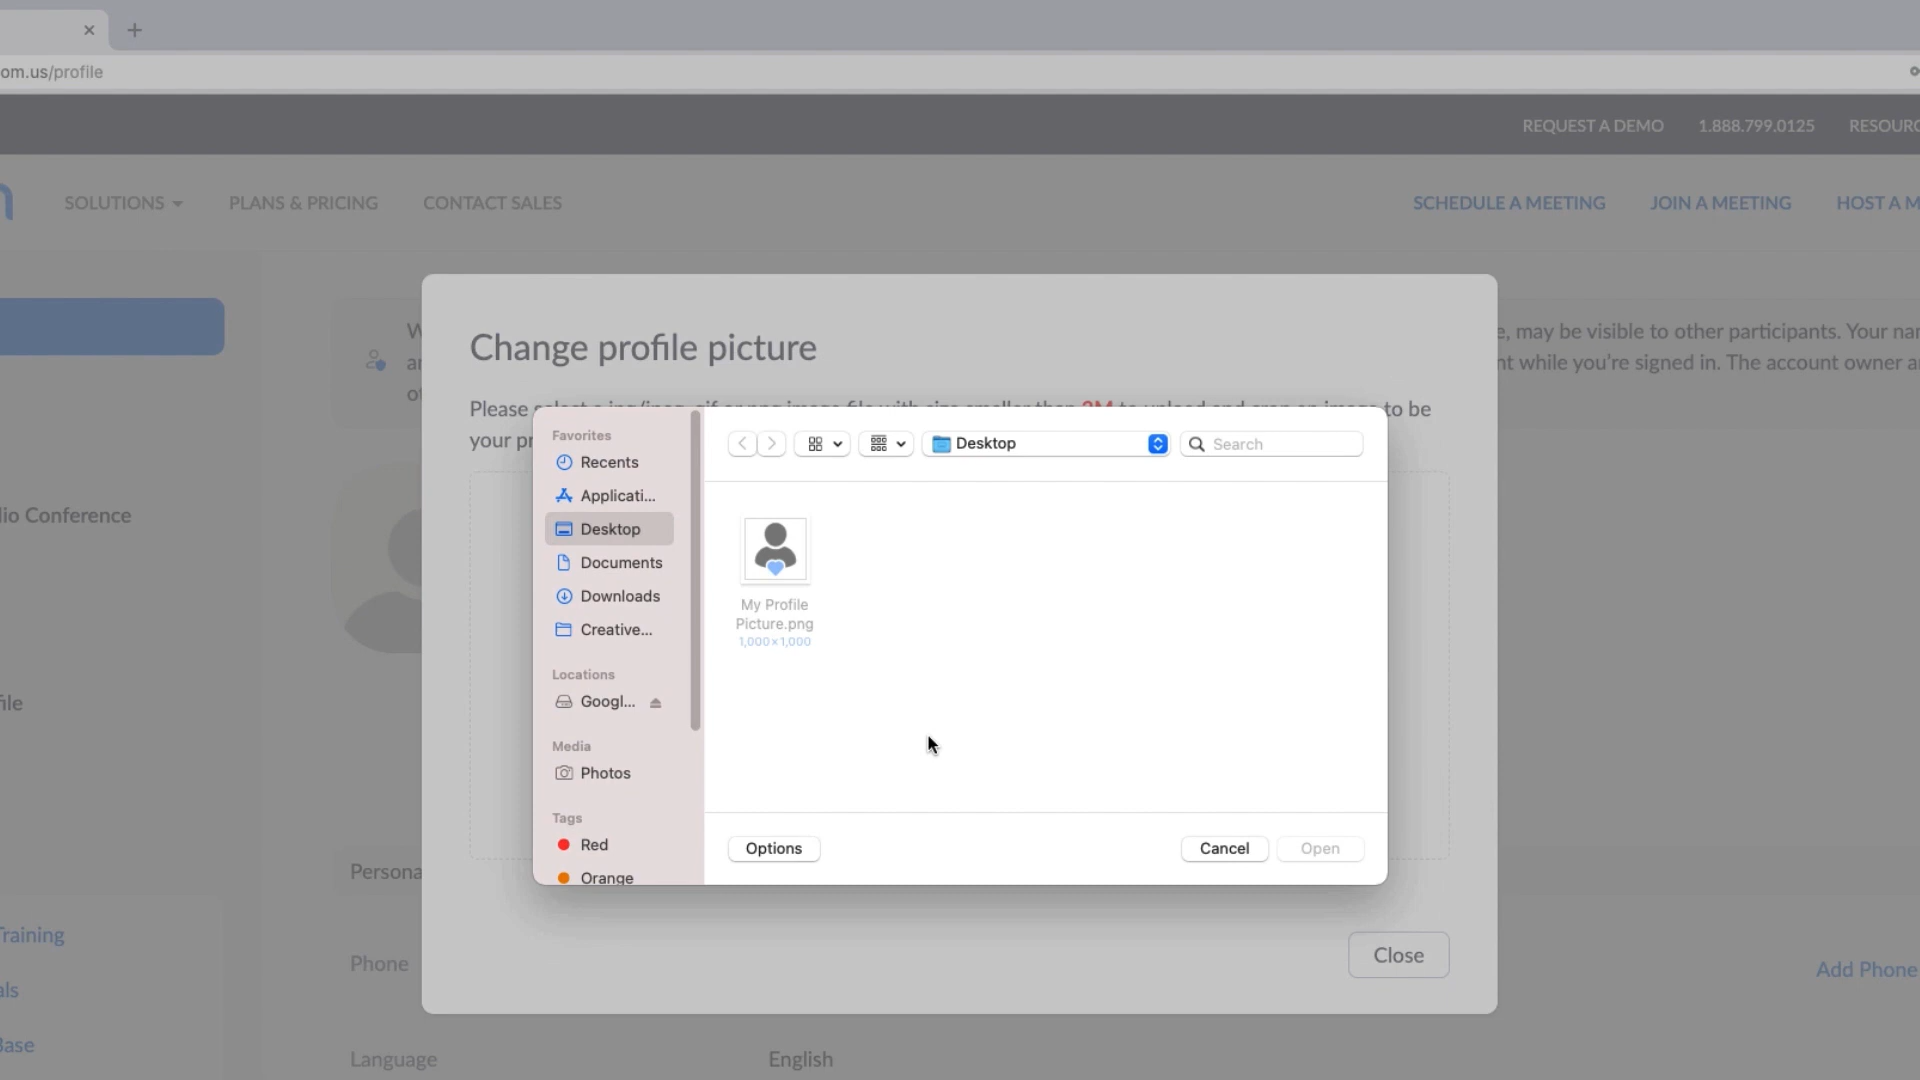 om.us/profile
REQUEST A DEMO 1.888.799.0125
SOLUTIONS PLANS & PRICING CONTACT SALES SCHEDULE A MEETING JOIN A MEETING HOST A M
Change profile picture
e, may be visible to other participants. Your nar
nt while you're signed in. The account owner a
Please to be
your pr
Favorites
Recents
Applicati...
Desktop
Documents
Downloads
Creative...
Locations
Googl...
Media
Photos
Tags
Red
Orange
Desktop
Search
My Profile
Picture.png
1,000×1,000
Options Cancel Open
Close
io Conference
Persona
Phone
Add Phone
Language English
Training
als
Base